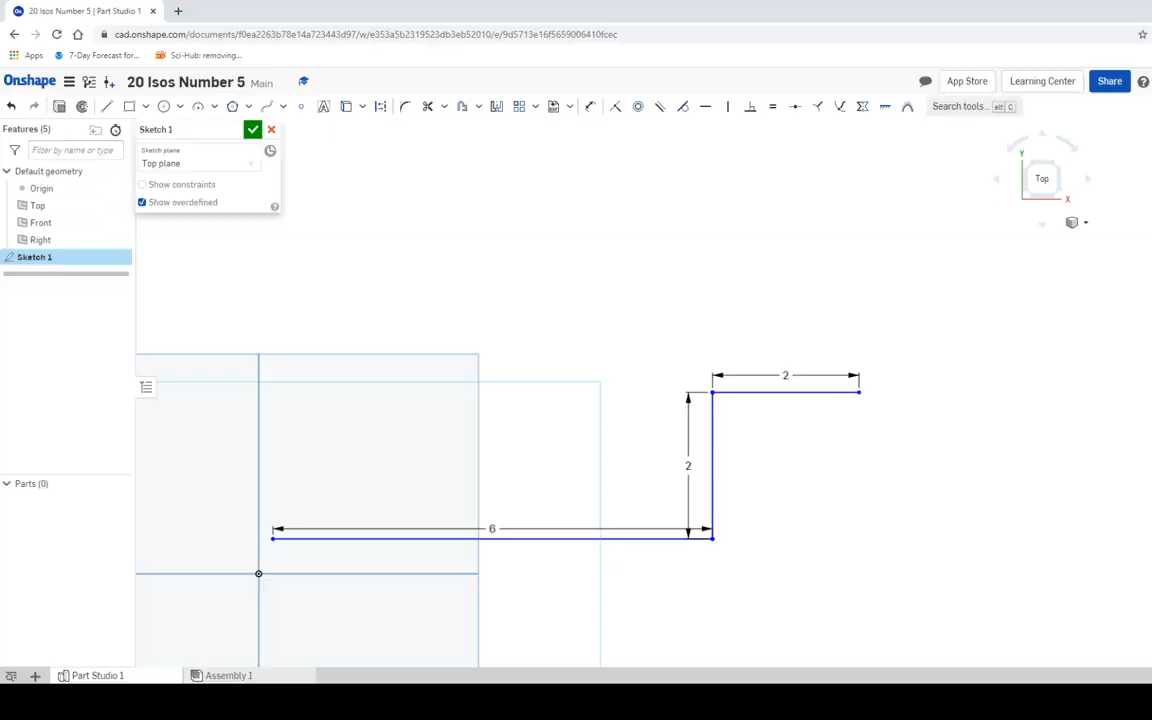 20 Isos Number 5 | Part Studio 1
cad.onshape.com/documents/f0ea2263b78e14a723443d97/w/e353a5b2319523db3eb52010/e/9d5713e16f5659006410fcec
Apps 7-Day Forecast for... Sci-Hub: removing...
Onshape 20 Isos Number 5 Main App Store Learning Center Share
Search tools... alt C
Features (5)
Filter by name or type
Default geometry
Origin
Top
Front
Right
Sketch 1
Parts (0)
Sketch 1
Sketch plane
Top plane
Show constraints
Show overdefined
Y
Top
X
2
2
6
Part Studio 1 Assembly 1